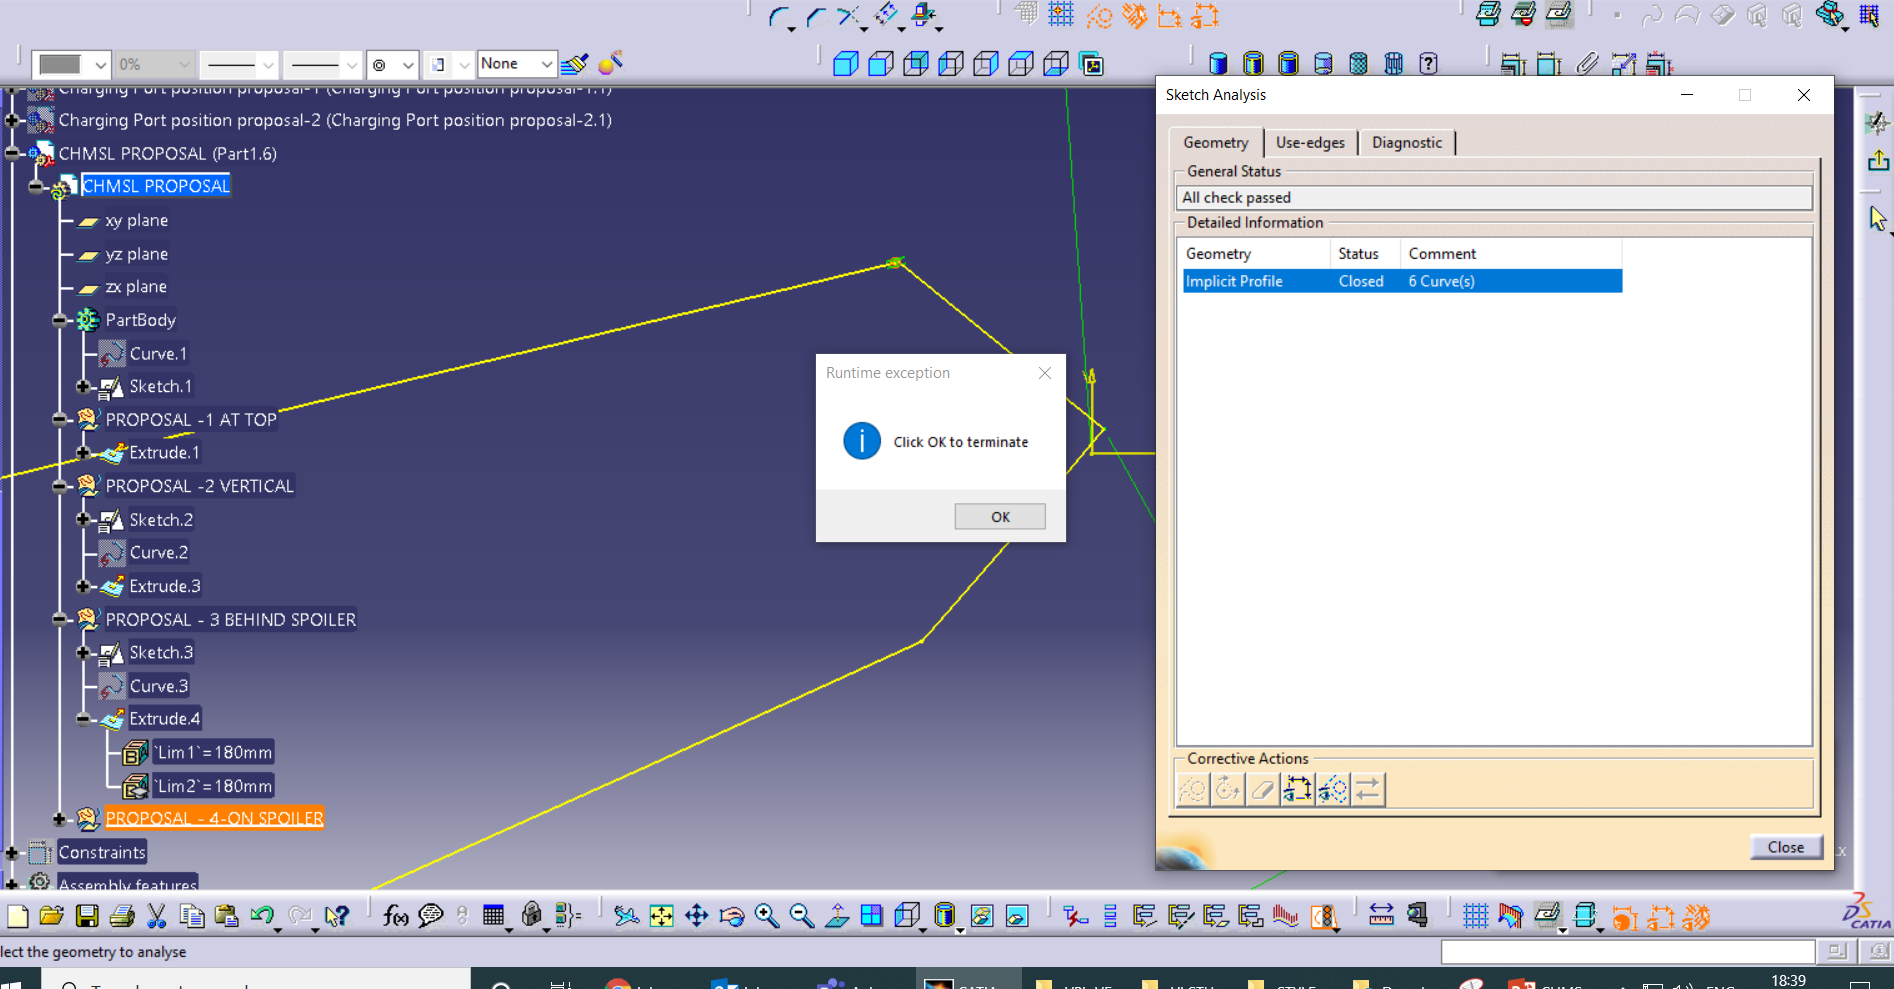 0%
None
Charging Port position proposal-1 (Charging Port position proposal-1.1)
Charging Port position proposal-2 (Charging Port position proposal-2.1)
CHMSL PROPOSAL (Part1.6)
CHMSL PROPOSAL
xy plane
yz plane
zx plane
PartBody
Curve.1
Sketch.1
PROPOSAL -1 AT TOP
Extrude.1
PROPOSAL -2 VERTICAL
Sketch.2
Curve.2
Extrude.3
PROPOSAL - 3 BEHIND SPOILER
Sketch.3
Curve.3
Extrude.4
`Lim1`=180mm
`Lim2`=180mm
PROPOSAL - 4-ON SPOILER
Constraints
Assembly features
Runtime exception
Click OK to terminate
OK
Sketch Analysis
Geometry Use-edges Diagnostic
General Status
All check passed
Detailed Information
Geometry Status Comment
Implicit Profile Closed 6 Curve(s)
Corrective Actions
Close
x
f(x)
CATIA
lect the geometry to analyse
18:39